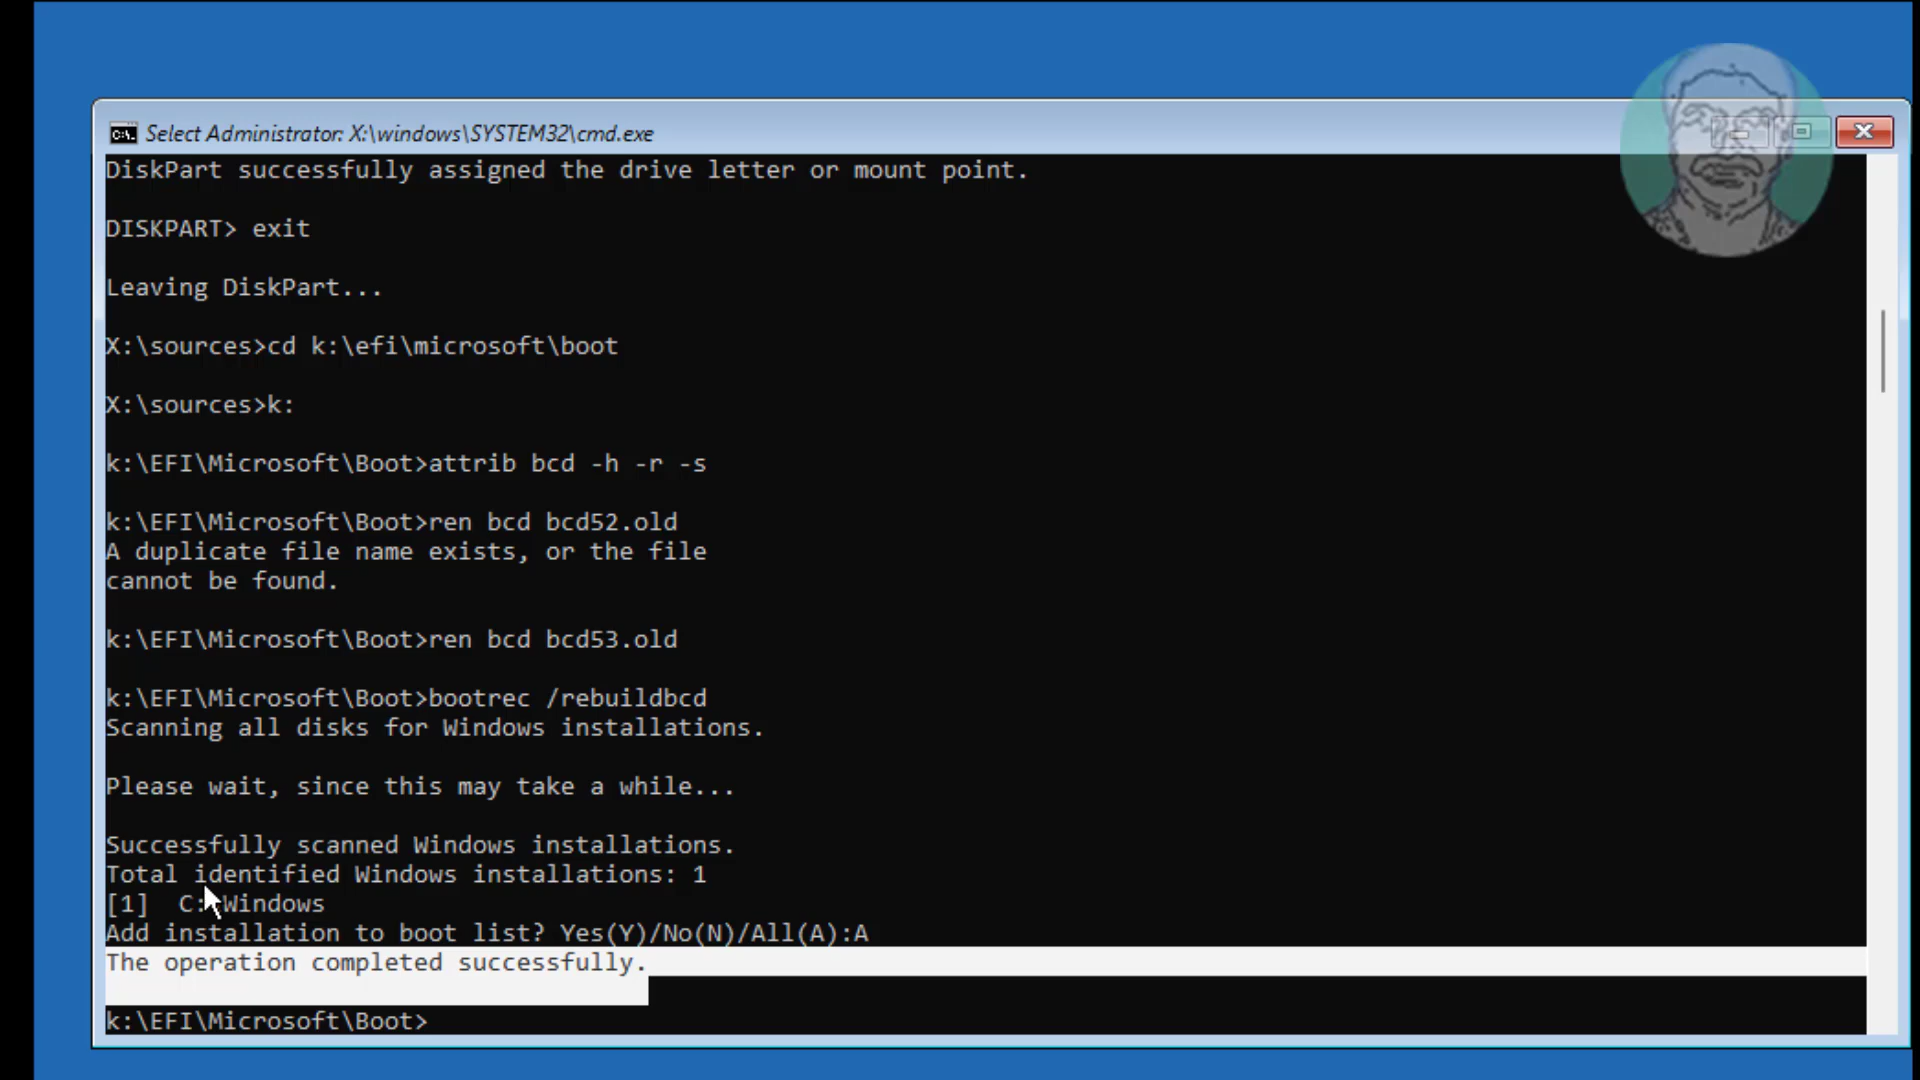 Select Administrator: X:\windows\SYSTEM32\cmd.exe
DiskPart successfully assigned the drive letter or mount point.
DISKPART> exit
Leaving DiskPart...
X:\sources>cd k:\efi\microsoft\boot
X:\sources>k:
k:\EFI\Microsoft\Boot>attrib bcd -h -r -s
k:\EFI\Microsoft\Boot>ren bcd bcd52.old
A duplicate file name exists, or the file
cannot be found.
k:\EFI\Microsoft\Boot>ren bcd bcd53.old
k:\EFI\Microsoft\Boot>bootrec /rebuildbcd
Scanning all disks for Windows installations.
Please wait, since this may take a while...
Successfully scanned Windows installations.
Total identified Windows installations: 1
[1]  C:\Windows
Add installation to boot list? Yes(Y)/No(N)/All(A):A
The operation completed successfully.
k:\EFI\Microsoft\Boot>